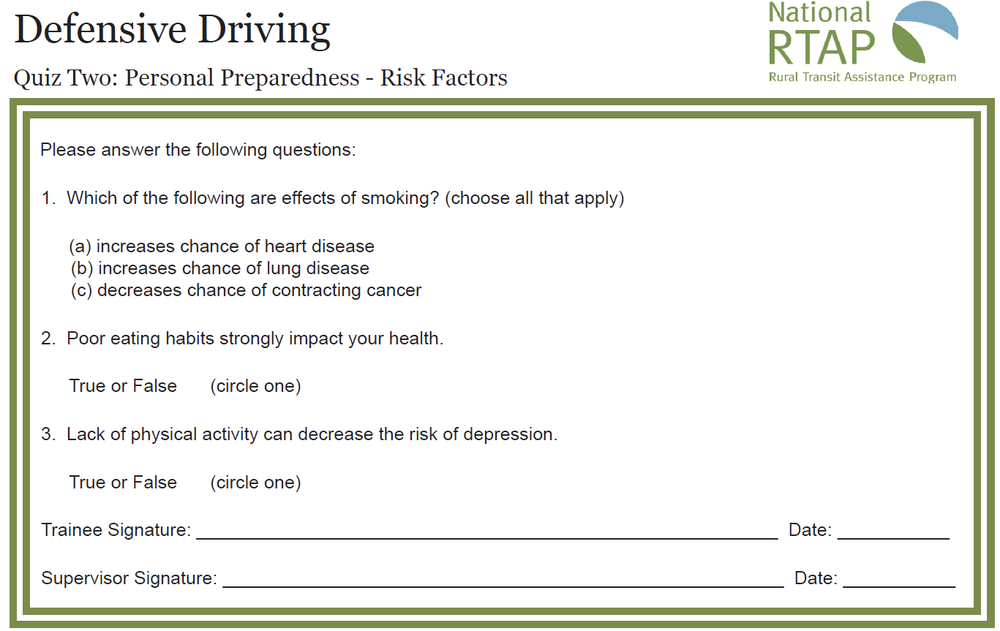 Defensive Driving
National
RTAP
Rural Transit Assistance Program
Quiz Two: Personal Preparedness - Risk Factors
Please answer the following questions:
1. Which of the following are effects of smoking? (choose all that apply)
(a) increases chance of heart disease
(b) increases chance of lung disease
(c) decreases chance of contracting cancer
2. Poor eating habits strongly impact your health.
True or False (circle one)
3. Lack of physical activity can decrease the risk of depression.
True or False (circle one)
Trainee Signature: ______________________ Date: __________
Supervisor Signature: ______________________ Date: __________